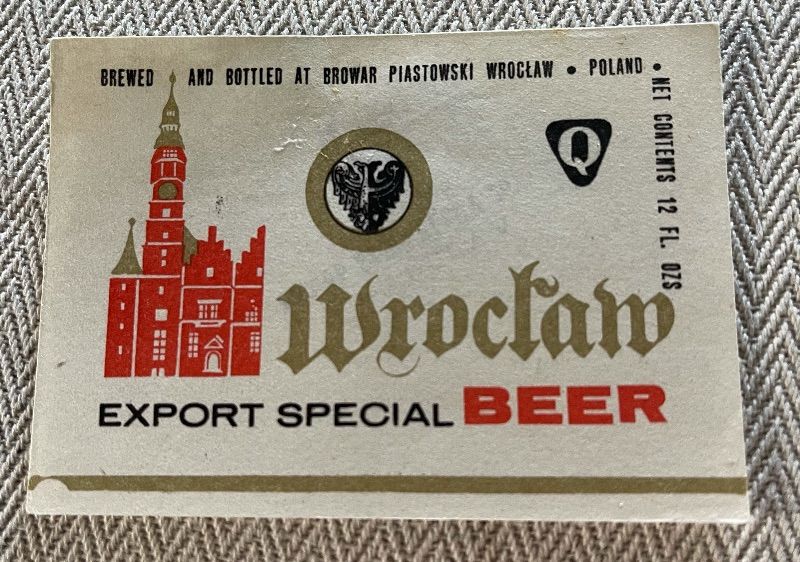 BREWED AND BOTTLED AT BROWAR PIASTOWSKI WROCŁAW • POLAND •
NET CONTENTS 12 FL. OZS
Q
Wrocław
EXPORT SPECIAL BEER